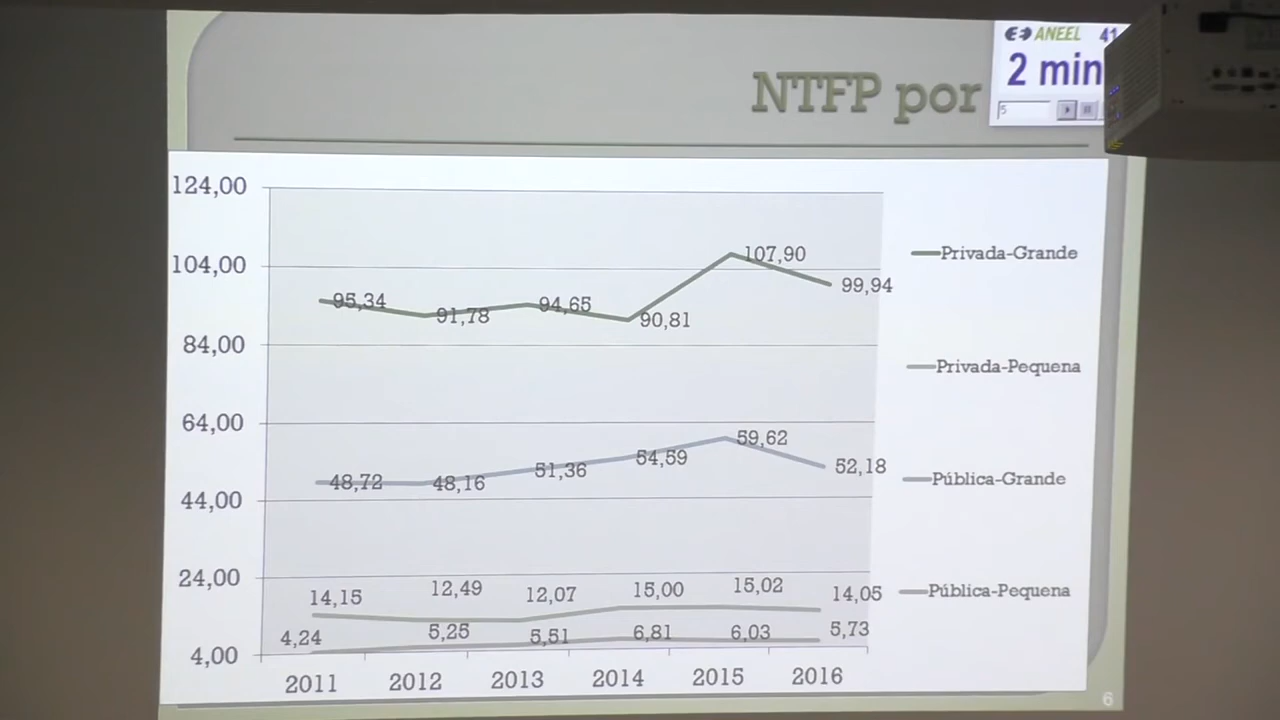 ANEEL 41
2 min
NTFP por
5
124,00
104,00
84,00
64,00
44,00
24,00
4,00
95,34 91,78 94,65 90,81 107,90 99,94
48,72 48,16 51,36 54,59 59,62 52,18
14,15 12,49 12,07 15,00 15,02 14,05
4,24 5,25 5,51 6,81 6,03 5,73
2011 2012 2013 2014 2015 2016
Privada-Grande
Privada-Pequena
Pública-Grande
Pública-Pequena
6